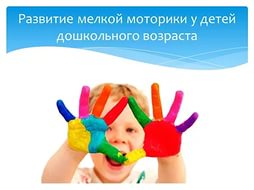 Развитие мелкой моторики у детей
дошкольного возраста